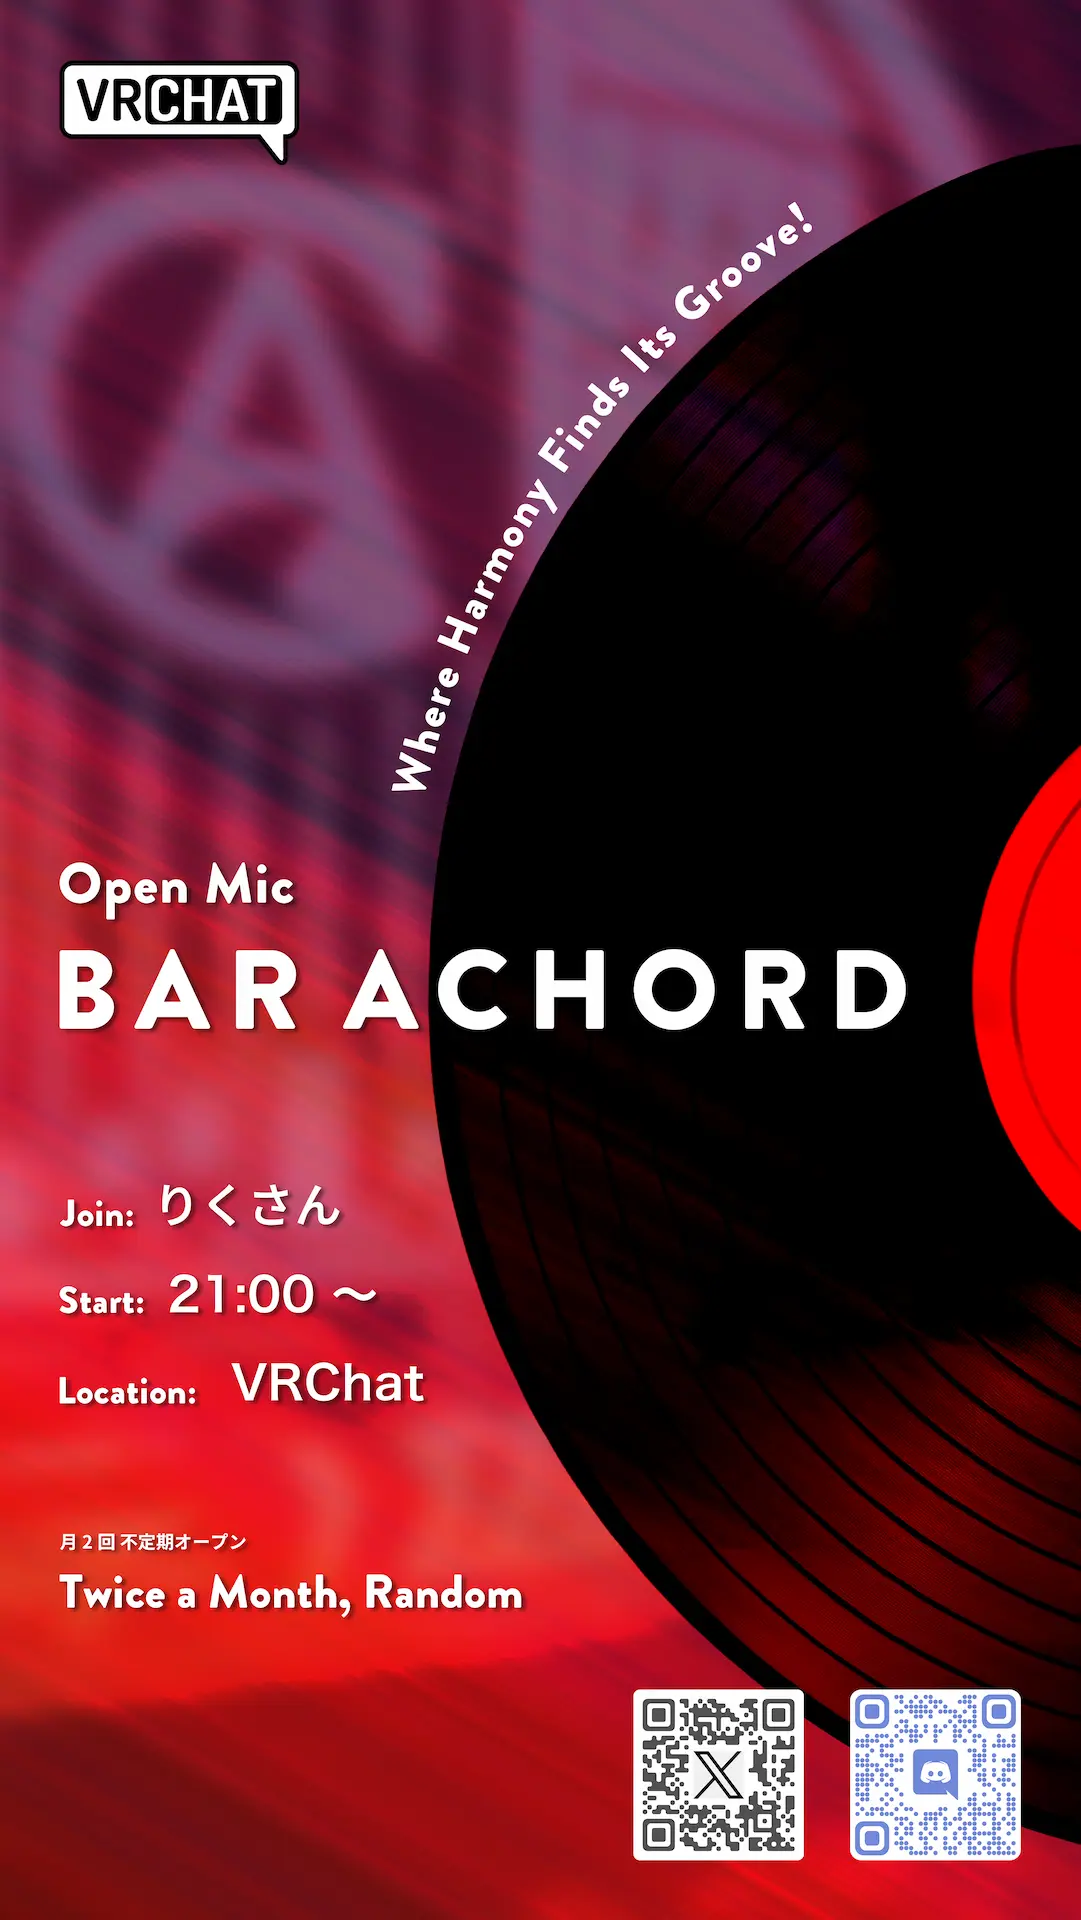 VRCHAT
Where Harmony Finds Its Groove!
Open Mic
BAR ACHORD
Join: りくさん
Start: 21:00 ～
Location: VRChat
月2回 不定期オープン
Twice a Month, Random